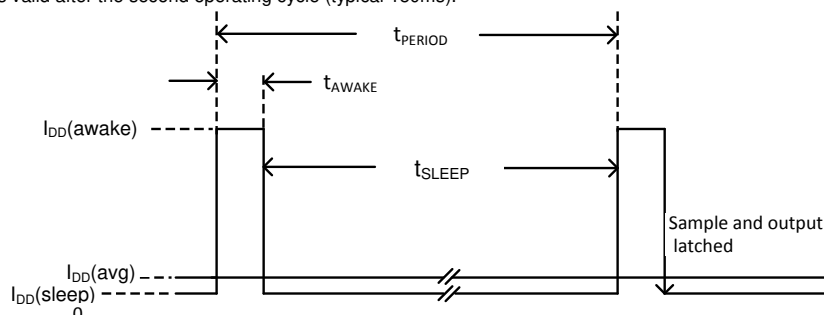 valid after the second operating cycle (typical 100ms).
tPERIOD
tAWAKE
IDD(awake)
tSLEEP
Sample and output
latched
IDD(avg)
IDD(sleep)
0